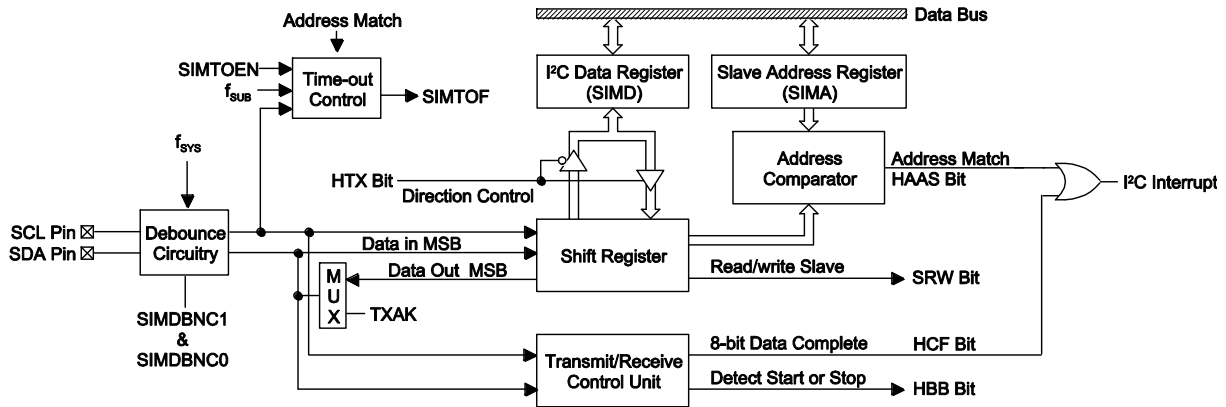 Data Bus
Address Match
SIMTOEN
fSUB
Time-out
Control
SIMTOF
I²C Data Register
(SIMD)
Slave Address Register
(SIMA)
fSYS
HTX Bit
Direction Control
Address
Comparator
Address Match
HAAS Bit
I²C Interrupt
SCL Pin
SDA Pin
Debounce
Circuitry
Data in MSB
Shift Register
Data Out MSB
M
U
X
TXAK
Read/write Slave
SRW Bit
SIMDBNC1
&
SIMDBNC0
Transmit/Receive
Control Unit
8-bit Data Complete
HCF Bit
Detect Start or Stop
HBB Bit